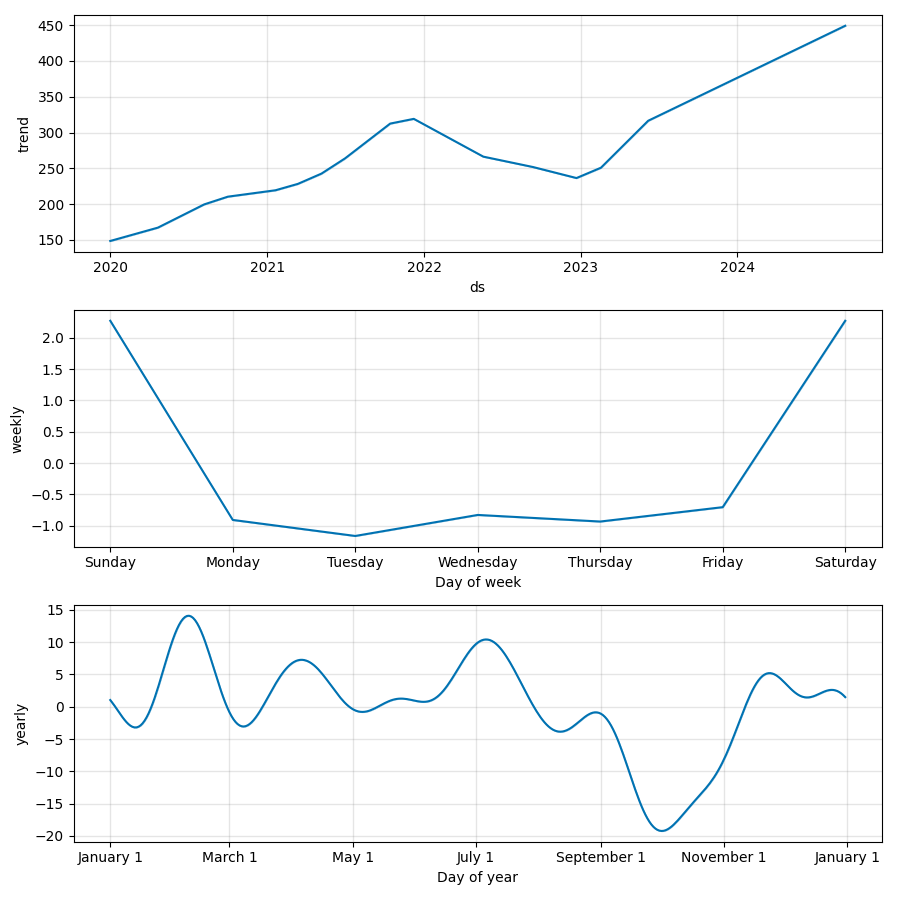 450
400
350
300
250
200
150
trend
2020 2021 2022 2023 2024
ds
2.0
1.5
1.0
0.5
0.0
−0.5
−1.0
weekly
Sunday Monday Tuesday Wednesday Thursday Friday Saturday
Day of week
15
10
5
0
−5
−10
−15
−20
yearly
January 1 March 1 May 1 July 1 September 1 November 1 January 1
Day of year